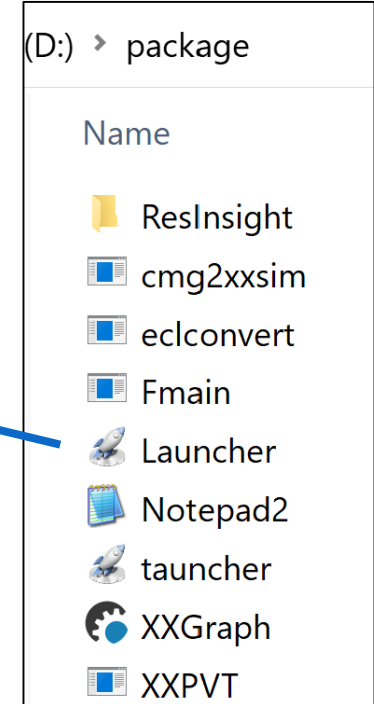 (D:) > package
Name
ResInsight
cmg2xxsim
eclconvert
Fmain
Launcher
Notepad2
tauncher
XXGraph
XXPVT